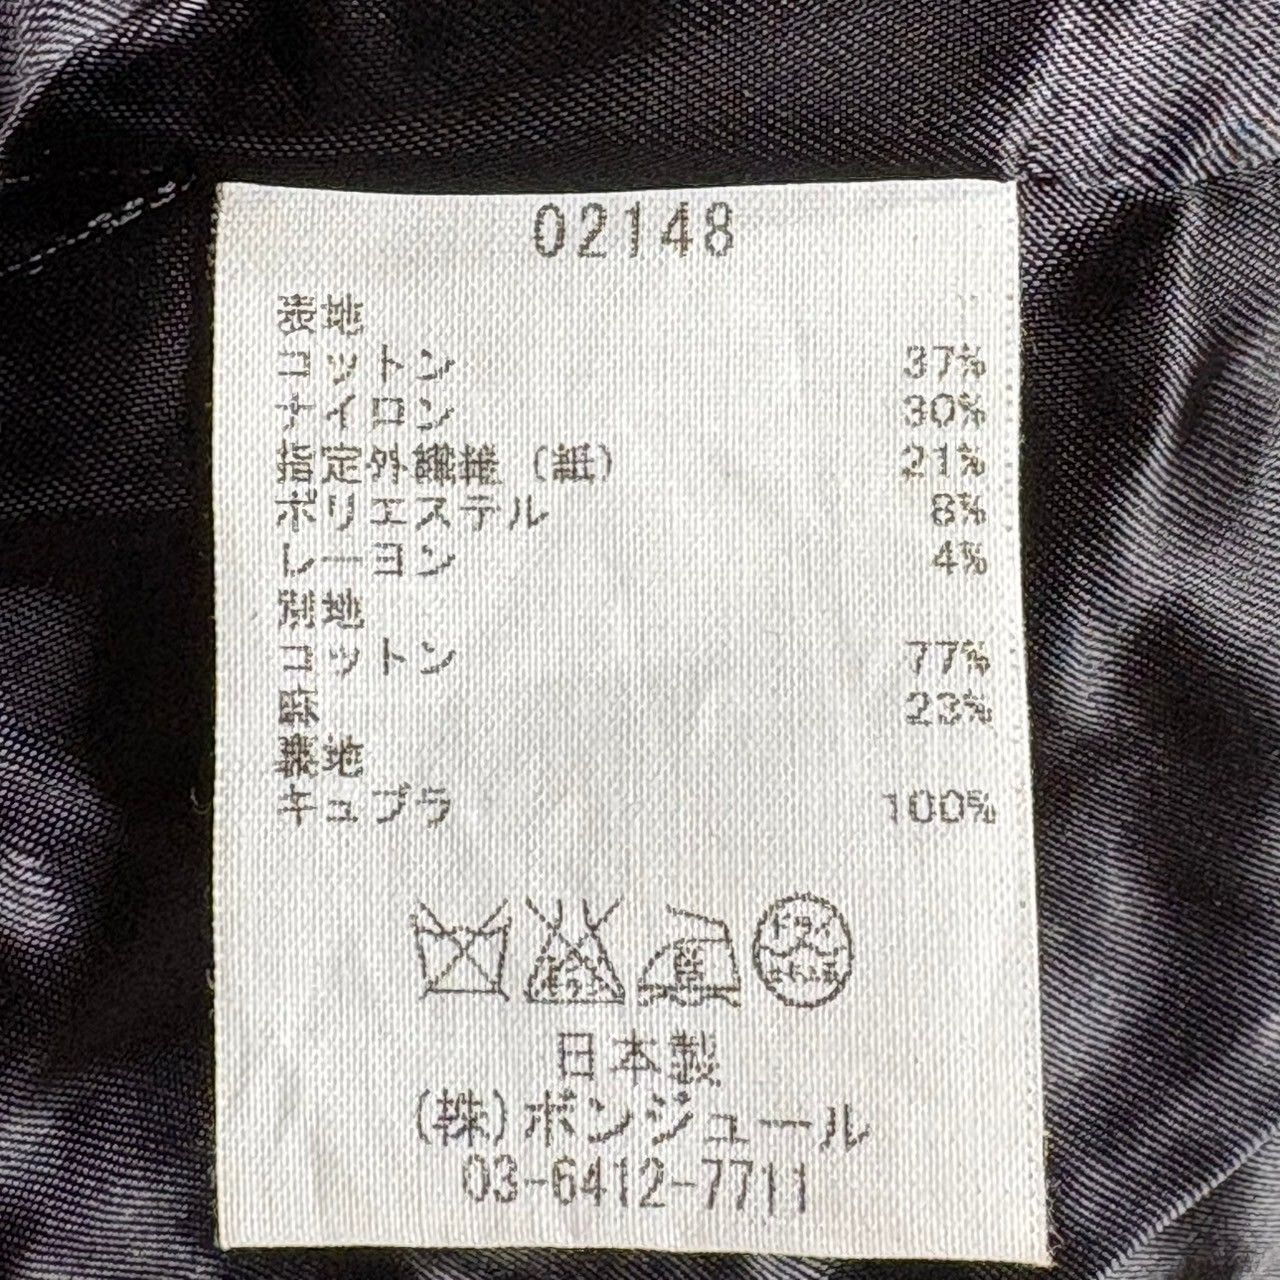 02148
表地
コットン 37%
ナイロン 30%
指定外繊維 (紙) 21%
ポリエステル 8%
レーヨン 4%
別地
コットン 77%
麻 23%
裏地
キュプラ 100%
ドライ
日本製
(株)ボンジュール
03-6412-7711